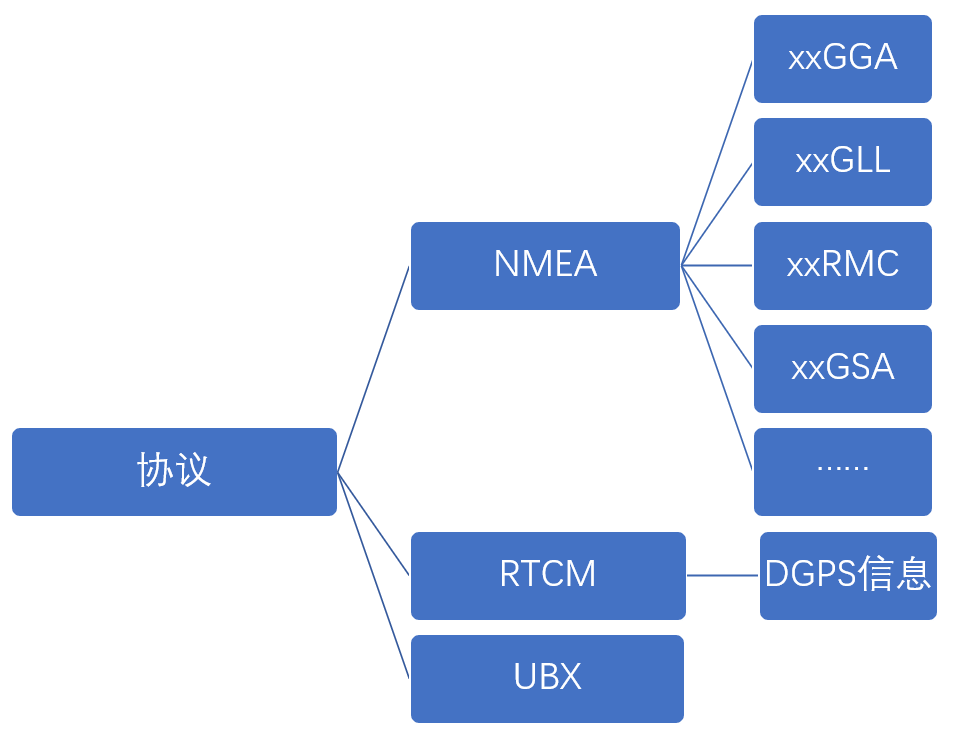 协议
NMEA
xxGGA
xxGLL
xxRMC
xxGSA
……
RTCM
DGPS信息
UBX